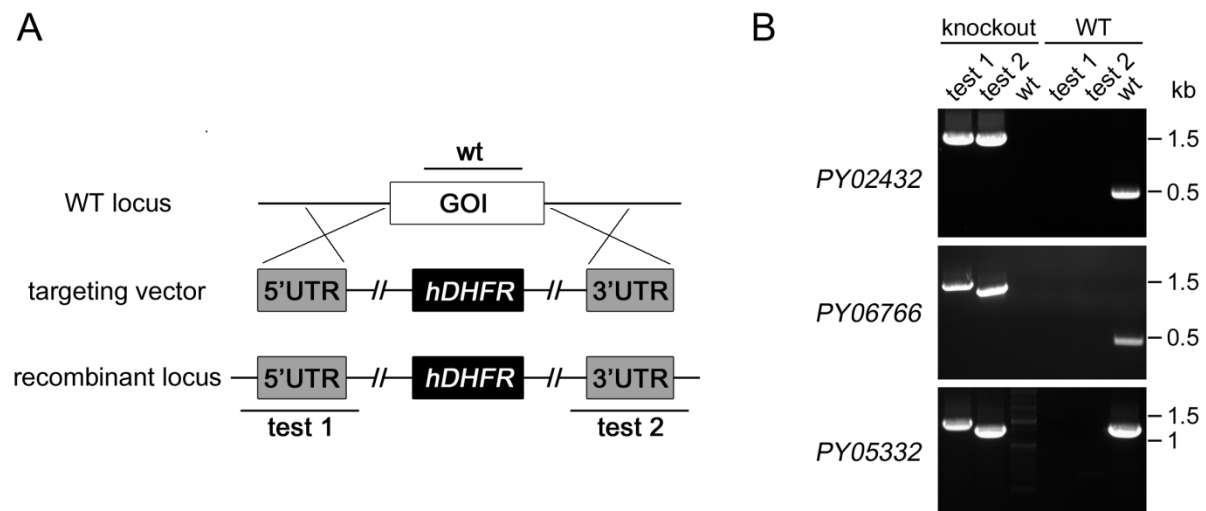 A
wt
WT locus
GOI
targeting vector
5'UTR // hDHFR // 3'UTR
recombinant locus
5'UTR // hDHFR // 3'UTR
test 1
test 2
B
knockout WT
test 1 test 2 wt test 1 test 2 wt kb
PY02432
1.5
0.5
PY06766
1.5
0.5
PY05332
1.5
1